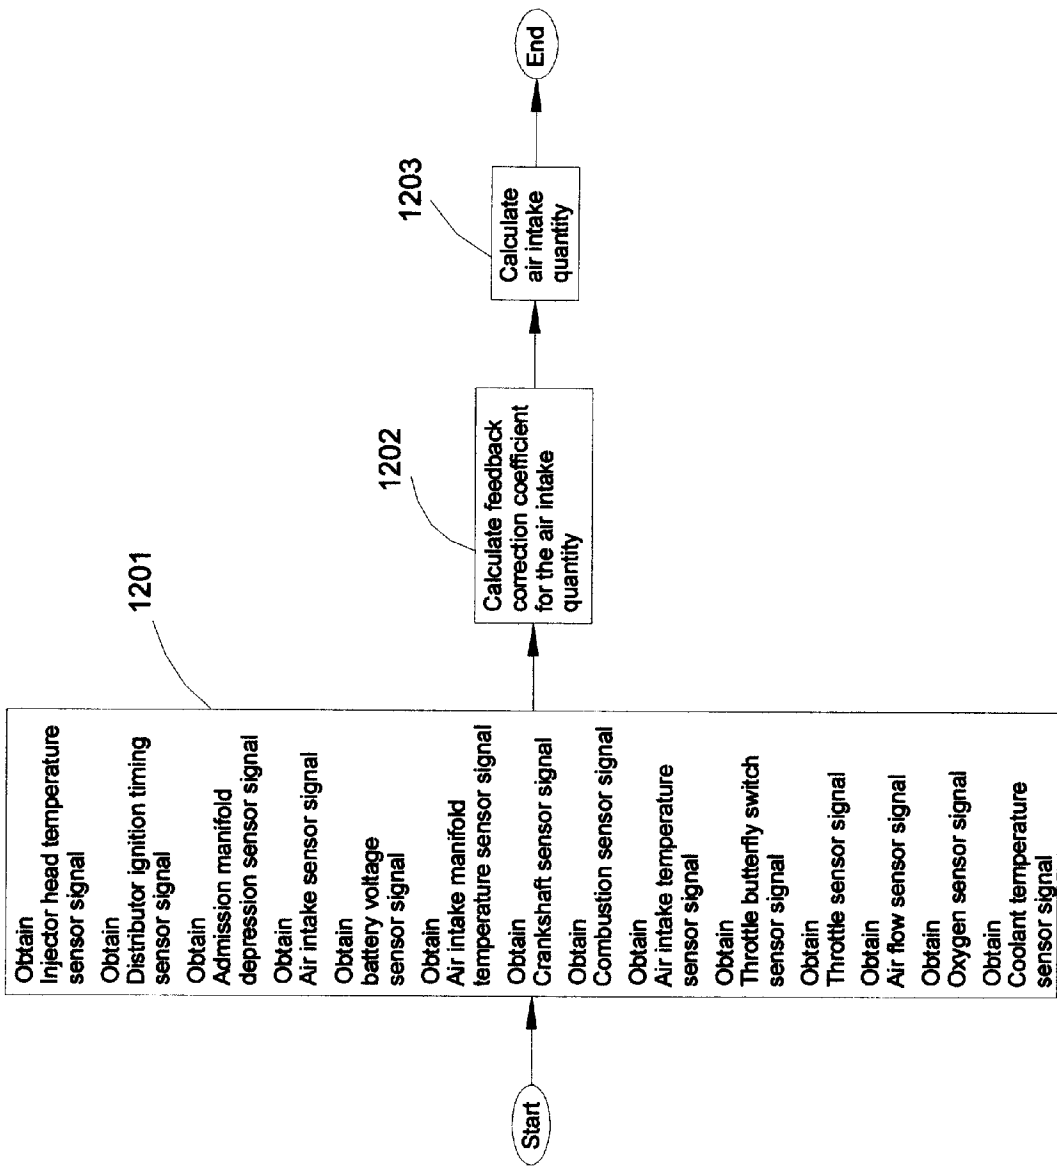 Start
1201
Obtain
Injector head temperature
sensor signal
Obtain
Distributor ignition timing
sensor signal
Obtain
Admission manifold
depression sensor signal
Obtain
Air intake sensor signal
Obtain
battery voltage
sensor signal
Obtain
Air intake manifold
temperature sensor signal
Obtain
Crankshaft sensor signal
Obtain
Combustion sensor signal
Obtain
Air intake temperature
sensor signal
Obtain
Throttle butterfly switch
sensor signal
Obtain
Throttle sensor signal
Obtain
Air flow sensor signal
Obtain
Oxygen sensor signal
Obtain
Coolant temperature
sensor signal
1202
Calculate feedback
correction coefficient
for the air intake
quantity
1203
Calculate
air intake
quantity
End